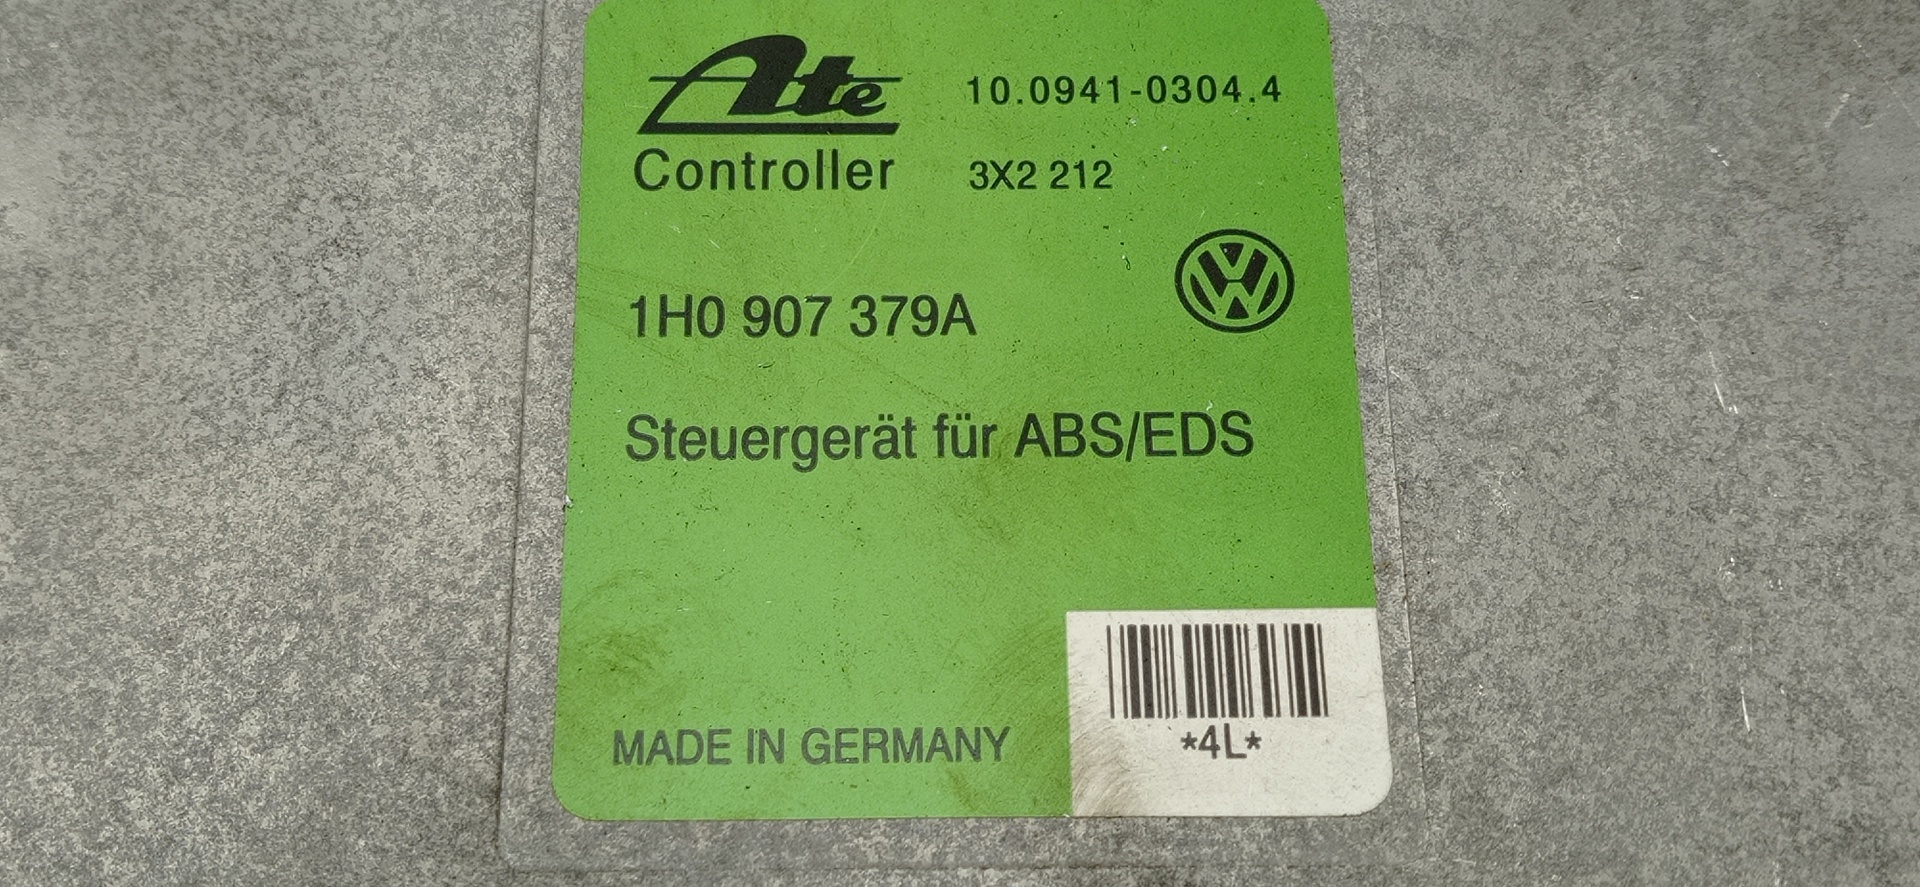 Ate 10.0941-0304.4
Controller 3X2 212
1H0 907 379A
Steuergerät für ABS/EDS
MADE IN GERMANY
*4L*